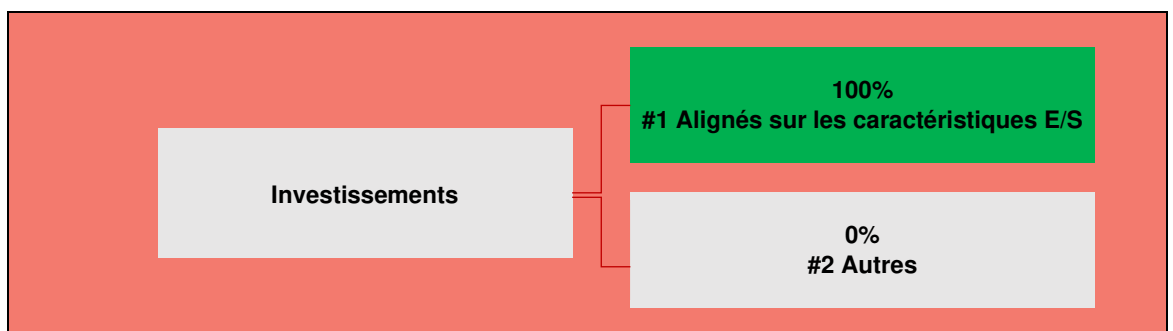 100%
#1 Alignés sur les caractéristiques E/S
Investissements
0%
#2 Autres